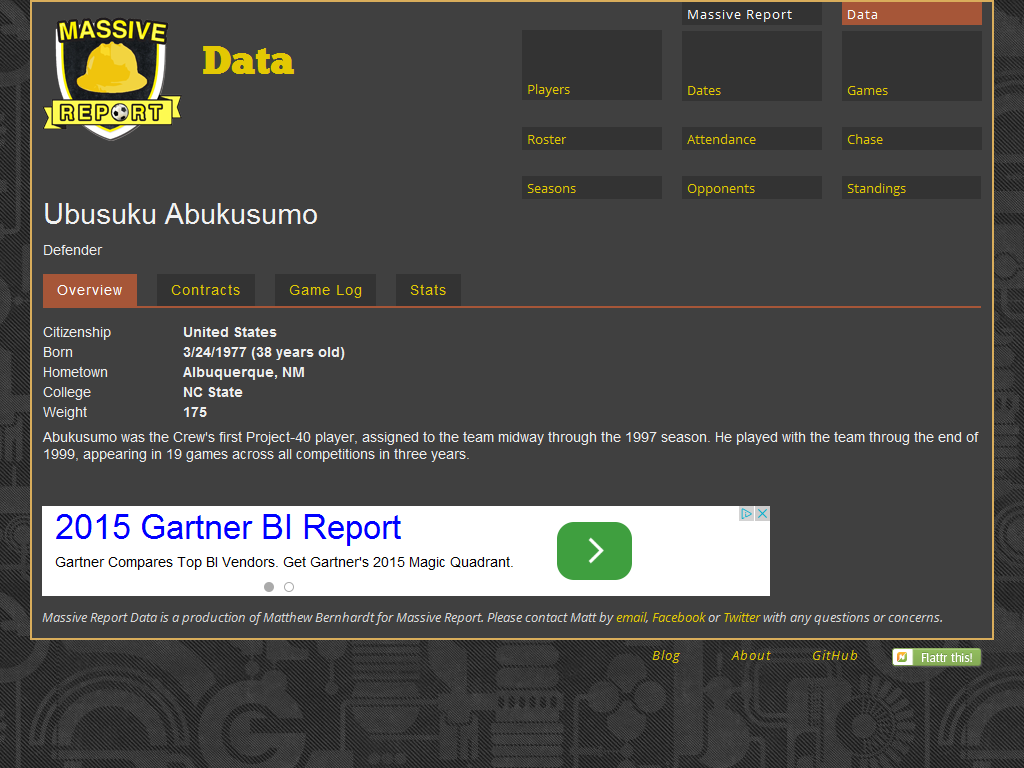 MASSIVE
REPORT
Data
Massive Report
Data
Players
Dates
Games
Roster
Attendance
Chase
Seasons
Opponents
Standings
Ubusuku Abukusumo
Defender
Overview
Contracts
Game Log
Stats
Citizenship United States
Born 3/24/1977 (38 years old)
Hometown Albuquerque, NM
College NC State
Weight 175
Abukusumo was the Crew's first Project-40 player, assigned to the team midway through the 1997 season. He played with the team throug the end of
1999, appearing in 19 games across all competitions in three years.
2015 Gartner BI Report
Gartner Compares Top BI Vendors. Get Gartner's 2015 Magic Quadrant.
Massive Report Data is a production of Matthew Bernhardt for Massive Report. Please contact Matt by email, Facebook or Twitter with any questions or concerns.
Blog
About
GitHub
Flattr this!